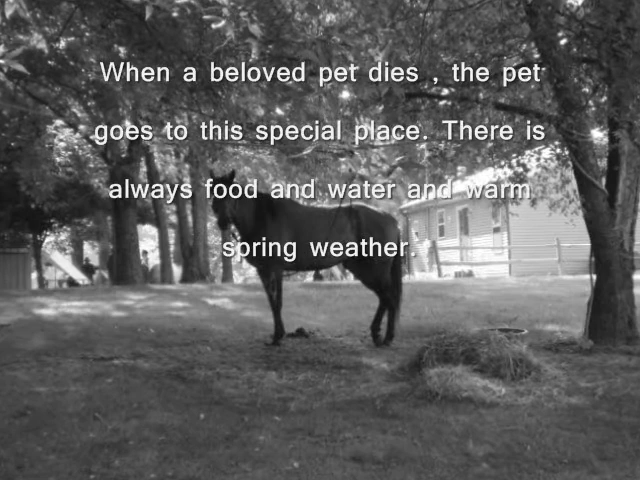 When a beloved pet dies , the pet
goes to this special place. There is
always food and water and warm
spring weather.